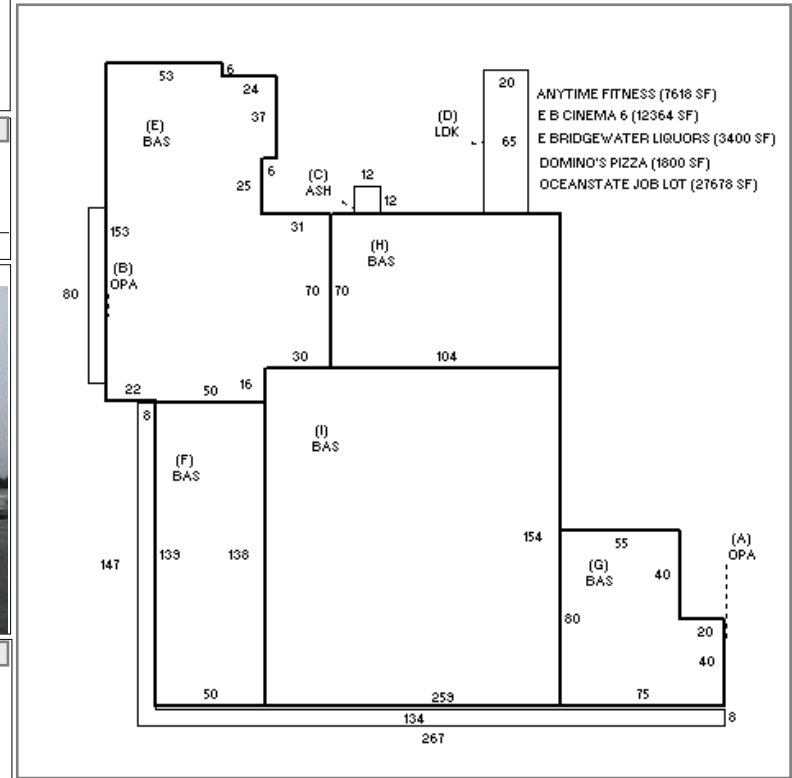 53
6
24
37
(E)
BAS
6
25
(C)
ASH
12
12
(D)
LDK
20
65
ANYTIME FITNESS (7618 SF)
E B CINEMA 6 (12364 SF)
E BRIDGEWATER LIQUORS (3400 SF)
DOMINO'S PIZZA (1800 SF)
OCEANSTATE JOB LOT (27678 SF)
153
31
(H)
BAS
(B)
OPA
80
70
70
30
104
22
50
16
8
(F)
BAS
(I)
BAS
147
139
138
154
55
(A)
OPA
(G)
BAS
40
80
20
40
50
259
75
134
8
267